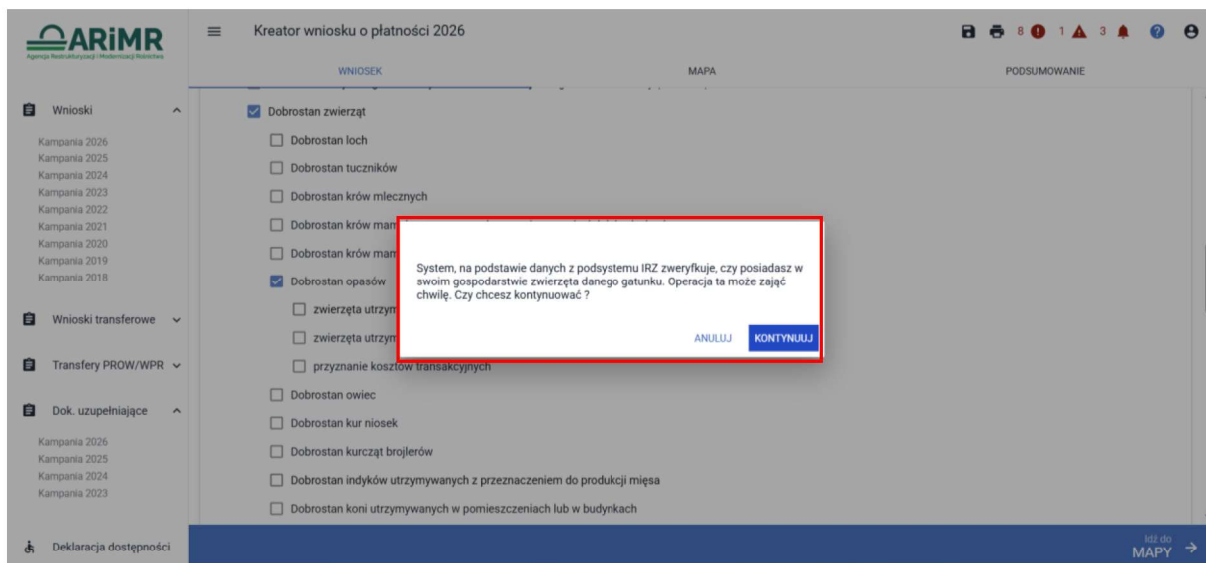 ARiMR
Agencja Restrukturyzacji i Modernizacji Rolnictwa
Kreator wniosku o płatności 2026
8 1 3
WNIOSEK
MAPA
PODSUMOWANIE
Wnioski
Kampania 2026
Kampania 2025
Kampania 2024
Kampania 2023
Kampania 2022
Kampania 2021
Kampania 2020
Kampania 2019
Kampania 2018
Wnioski transferowe
Transfery PROW/WPR
Dok. uzupełniające
Kampania 2026
Kampania 2025
Kampania 2024
Kampania 2023
Deklaracja dostępności
Dobrostan zwierząt
Dobrostan loch
Dobrostan tuczników
Dobrostan krów mlecznych
Dobrostan krów mam
Dobrostan krów mam
Dobrostan opasów
zwierzęta utrzym
zwierzęta utrzym
przyznanie kosztów transakcyjnych
Dobrostan owiec
Dobrostan kur niosek
Dobrostan kurcząt brojlerów
Dobrostan indyków utrzymywanych z przeznaczeniem do produkcji mięsa
Dobrostan koni utrzymywanych w pomieszczeniach lub w budynkach
System, na podstawie danych z podsystemu IRZ zweryfkuje, czy posiadasz w
swoim gospodarstwie zwierzęta danego gatunku. Operacja ta może zająć
chwilę. Czy chcesz kontynuować ?
ANULUJ
KONTYNUUJ
Idź do
MAPY